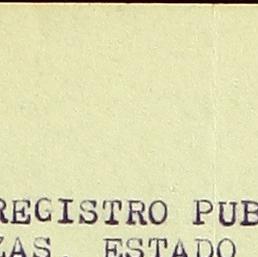 REGISTRO PUB
ZAS, ESTADO